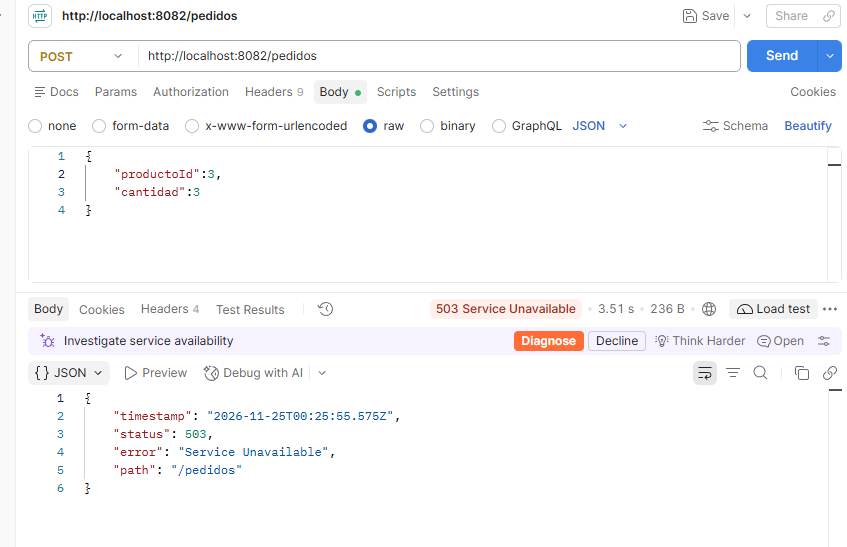 HTTP http://localhost:8082/pedidos Save Share
POST http://localhost:8082/pedidos Send
Docs Params Authorization Headers 9 Body Scripts Settings Cookies
none form-data x-www-form-urlencoded raw binary GraphQL JSON Schema Beautify
1 {
2 "productoId":3,
3 "cantidad":3
4 }
Body Cookies Headers 4 Test Results 503 Service Unavailable • 3.51 s • 236 B • Load test
Investigate service availability Diagnose Decline Think Harder Open
{} JSON Preview Debug with AI
1 {
2 "timestamp": "2026-11-25T00:25:55.575Z",
3 "status": 503,
4 "error": "Service Unavailable",
5 "path": "/pedidos"
6 }